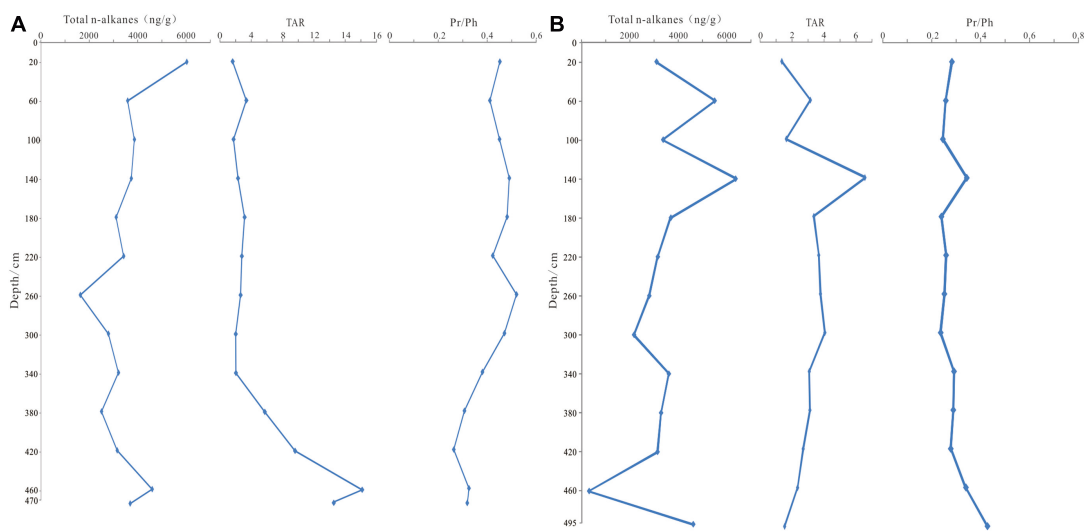 A
Total n-alkanes（ng/g）
TAR
Pr/Ph
0 2000 4000 6000
0 4 8 12 16
0 0,2 0,4 0,6
0
20
60
100
140
180
220
260
300
340
380
420
460
470
Depth/cm
B
Total n-alkanes (ng/g)
TAR
Pr/Ph
2000 4000 6000
0 2 4 6
0 0,2 0,4 0,6 0,8
0
20
60
100
140
180
220
260
300
340
380
420
460
495
Depth/cm